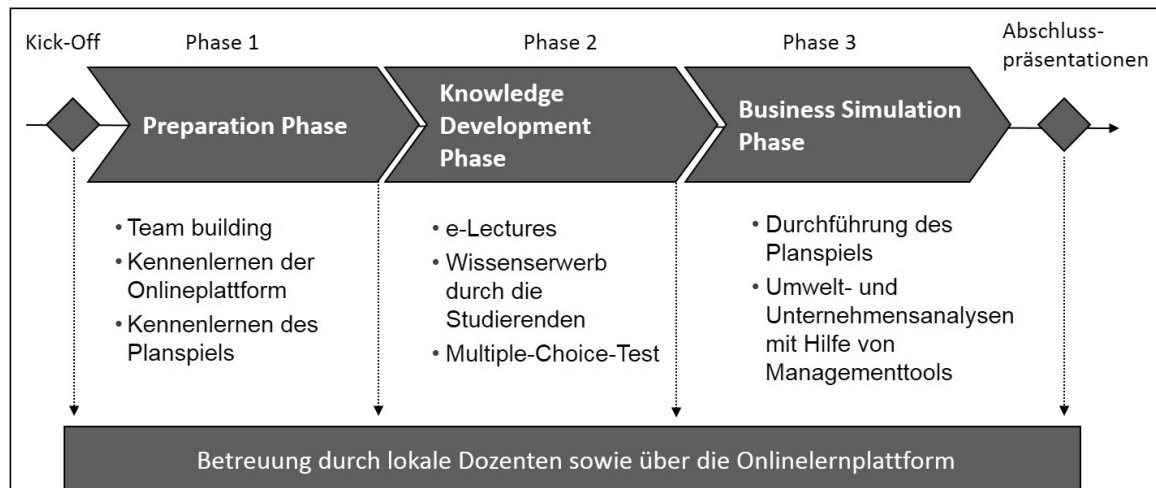 Kick-Off
Phase 1
Phase 2
Phase 3
Abschluss-
präsentationen
Preparation Phase
Knowledge
Development
Phase
Business Simulation
Phase
• Team building
• Kennenlernen der
Onlineplattform
• Kennenlernen des
Planspiels
• e-Lectures
• Wissenserwerb
durch die
Studierenden
• Multiple-Choice-Test
• Durchführung des
Planspiels
• Umwelt- und
Unternehmensanalysen
mit Hilfe von
Managementtools
Betreuung durch lokale Dozenten sowie über die Onlinelernplattform